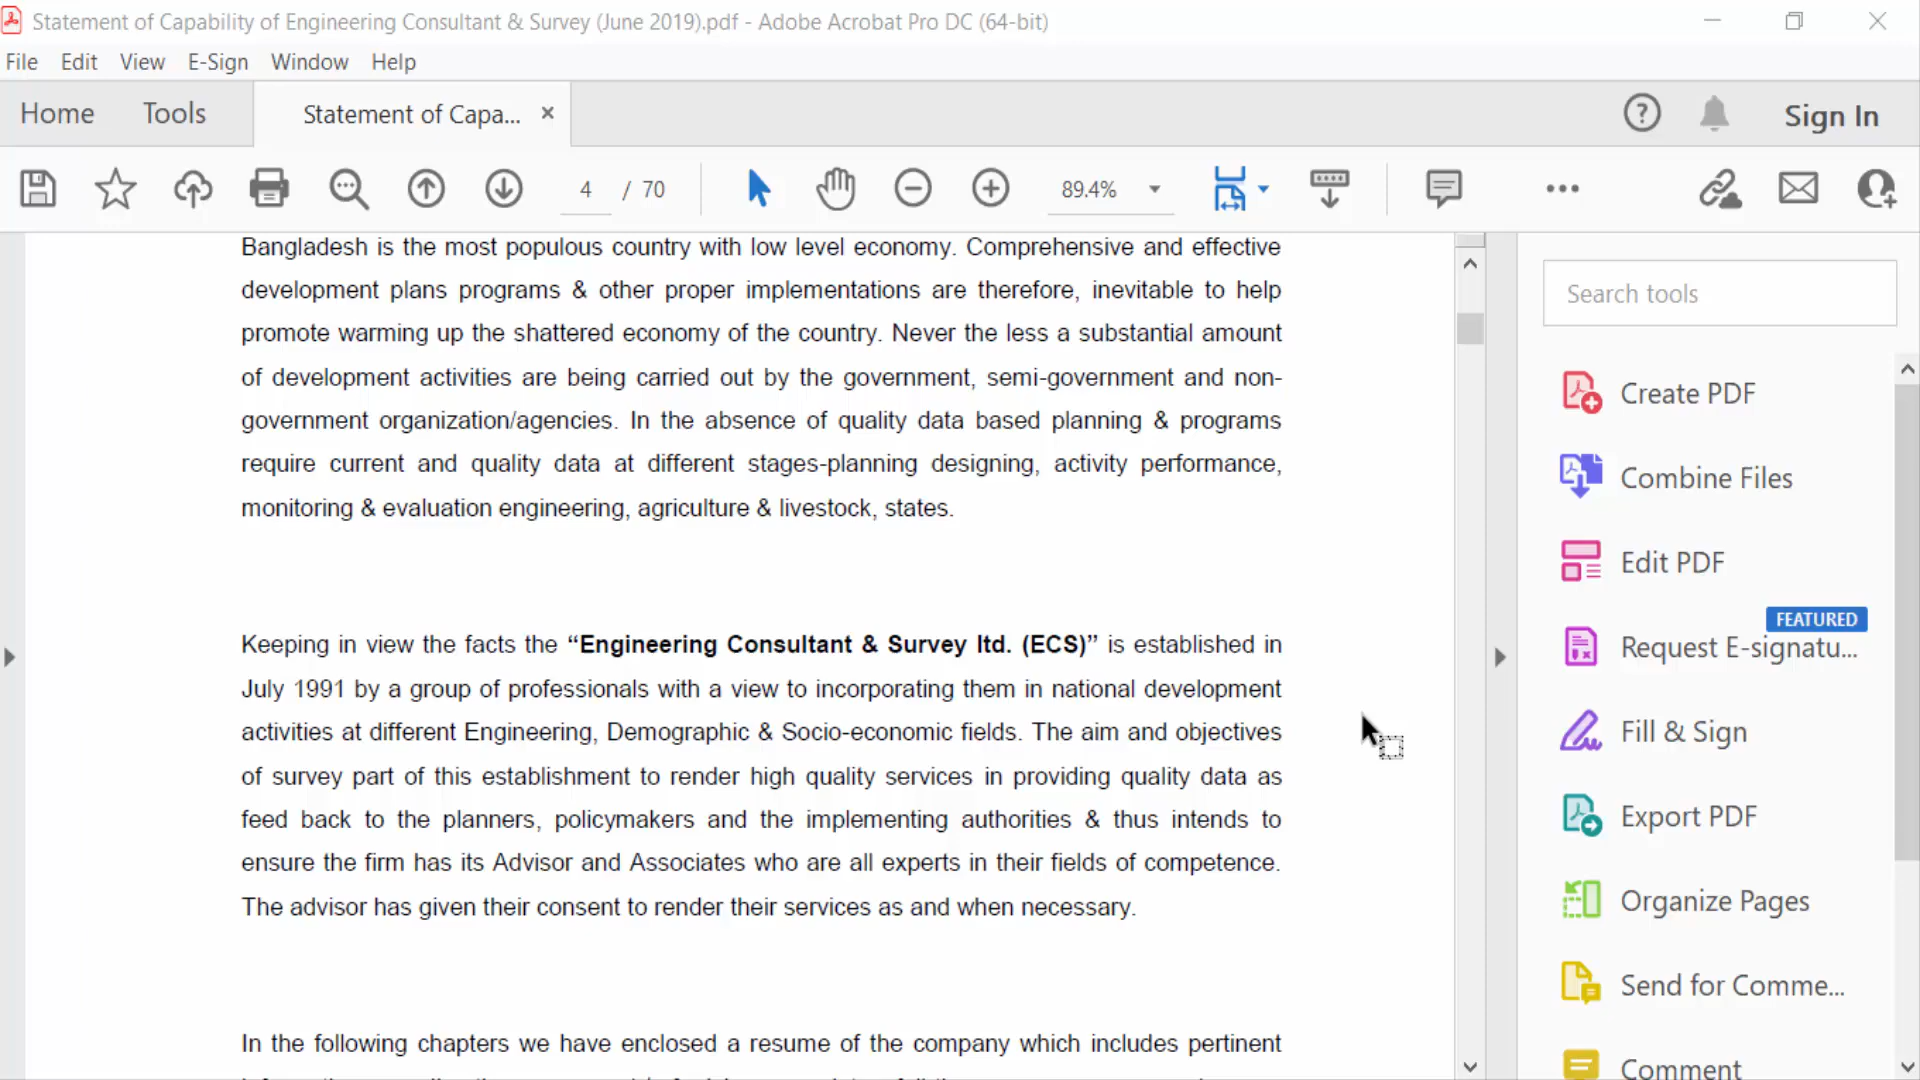 Statement of Capability of Engineering Consultant & Survey (June 2019).pdf - Adobe Acrobat Pro DC (64-bit)
File Edit View E-Sign Window Help
Home Tools Statement of Capa... × Sign In
4 / 70 89.4%
Bangladesh is the most populous country with low level economy. Comprehensive and effective
development plans programs & other proper implementations are therefore, inevitable to help
promote warming up the shattered economy of the country. Never the less a substantial amount
of development activities are being carried out by the government, semi-government and non-
government organization/agencies. In the absence of quality data based planning & programs
require current and quality data at different stages-planning designing, activity performance,
monitoring & evaluation engineering, agriculture & livestock, states.
Keeping in view the facts the “Engineering Consultant & Survey ltd. (ECS)” is established in
July 1991 by a group of professionals with a view to incorporating them in national development
activities at different Engineering, Demographic & Socio-economic fields. The aim and objectives
of survey part of this establishment to render high quality services in providing quality data as
feed back to the planners, policymakers and the implementing authorities & thus intends to
ensure the firm has its Advisor and Associates who are all experts in their fields of competence.
The advisor has given their consent to render their services as and when necessary.
In the following chapters we have enclosed a resume of the company which includes pertinent
Search tools
Create PDF
Combine Files
Edit PDF
FEATURED
Request E-signatu...
Fill & Sign
Export PDF
Organize Pages
Send for Comme...
Comment